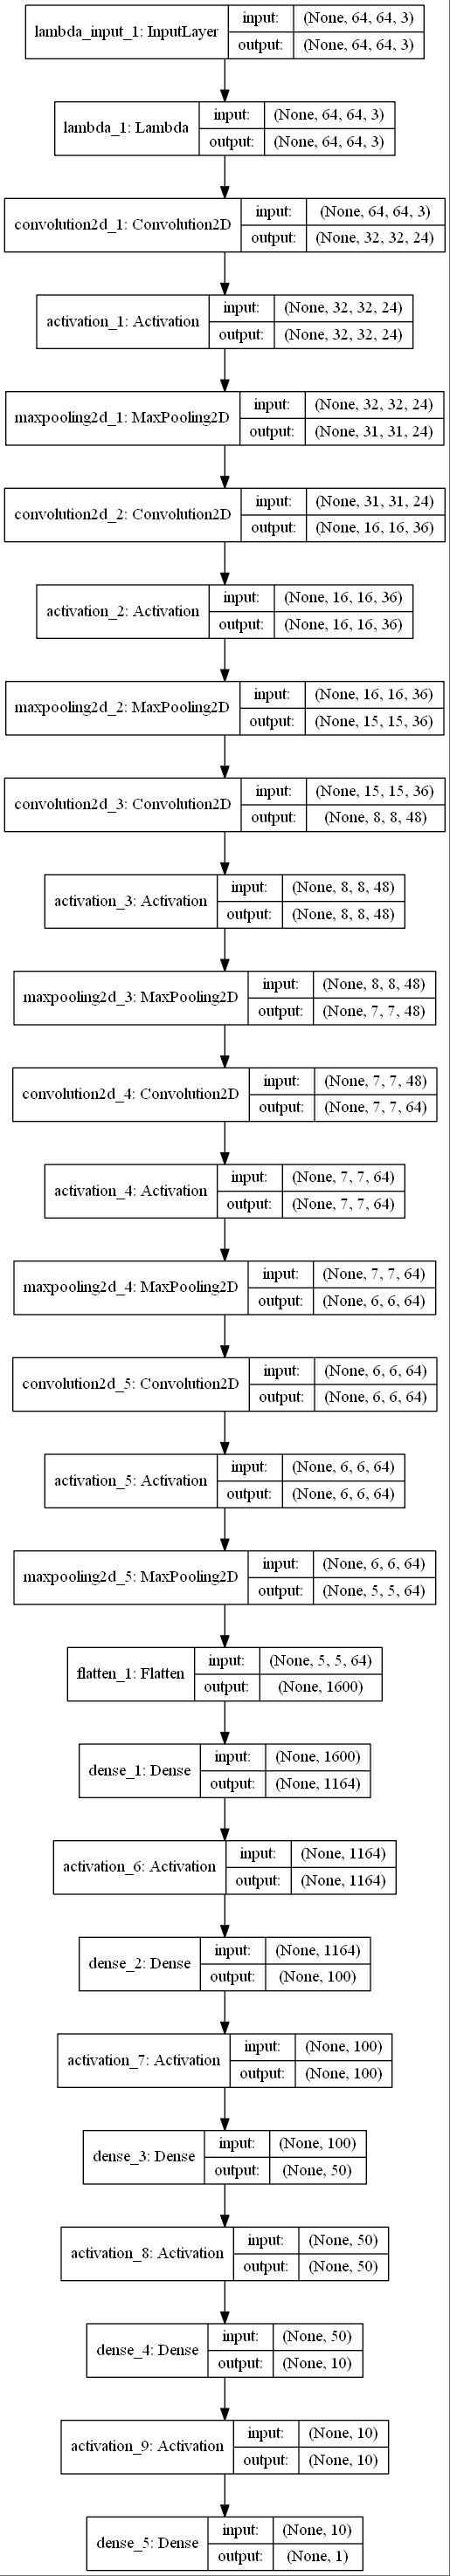 lambda_input_1: InputLayer
input: (None, 64, 64, 3)
output: (None, 64, 64, 3)
lambda_1: Lambda
input: (None, 64, 64, 3)
output: (None, 64, 64, 3)
convolution2d_1: Convolution2D
input: (None, 64, 64, 3)
output: (None, 32, 32, 24)
activation_1: Activation
input: (None, 32, 32, 24)
output: (None, 32, 32, 24)
maxpooling2d_1: MaxPooling2D
input: (None, 32, 32, 24)
output: (None, 31, 31, 24)
convolution2d_2: Convolution2D
input: (None, 31, 31, 24)
output: (None, 16, 16, 36)
activation_2: Activation
input: (None, 16, 16, 36)
output: (None, 16, 16, 36)
maxpooling2d_2: MaxPooling2D
input: (None, 16, 16, 36)
output: (None, 15, 15, 36)
convolution2d_3: Convolution2D
input: (None, 15, 15, 36)
output: (None, 8, 8, 48)
activation_3: Activation
input: (None, 8, 8, 48)
output: (None, 8, 8, 48)
maxpooling2d_3: MaxPooling2D
input: (None, 8, 8, 48)
output: (None, 7, 7, 48)
convolution2d_4: Convolution2D
input: (None, 7, 7, 48)
output: (None, 7, 7, 64)
activation_4: Activation
input: (None, 7, 7, 64)
output: (None, 7, 7, 64)
maxpooling2d_4: MaxPooling2D
input: (None, 7, 7, 64)
output: (None, 6, 6, 64)
convolution2d_5: Convolution2D
input: (None, 6, 6, 64)
output: (None, 6, 6, 64)
activation_5: Activation
input: (None, 6, 6, 64)
output: (None, 6, 6, 64)
maxpooling2d_5: MaxPooling2D
input: (None, 6, 6, 64)
output: (None, 5, 5, 64)
flatten_1: Flatten
input: (None, 5, 5, 64)
output: (None, 1600)
dense_1: Dense
input: (None, 1600)
output: (None, 1164)
activation_6: Activation
input: (None, 1164)
output: (None, 1164)
dense_2: Dense
input: (None, 1164)
output: (None, 100)
activation_7: Activation
input: (None, 100)
output: (None, 100)
dense_3: Dense
input: (None, 100)
output: (None, 50)
activation_8: Activation
input: (None, 50)
output: (None, 50)
dense_4: Dense
input: (None, 50)
output: (None, 10)
activation_9: Activation
input: (None, 10)
output: (None, 10)
dense_5: Dense
input: (None, 10)
output: (None, 1)